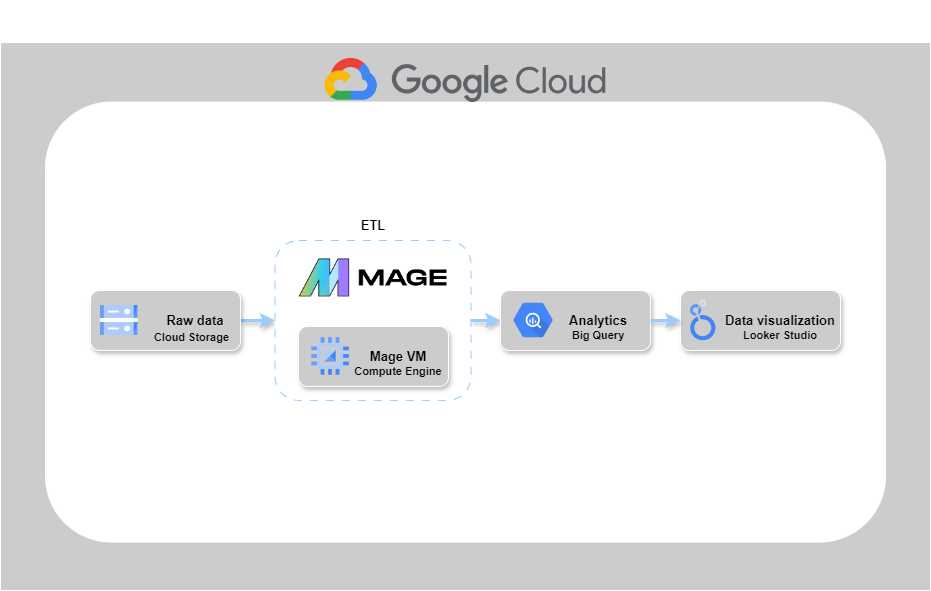 Google Cloud
ETL
MAGE
Raw data
Cloud Storage
Mage VM
Compute Engine
Analytics
Big Query
Data visualization
Looker Studio